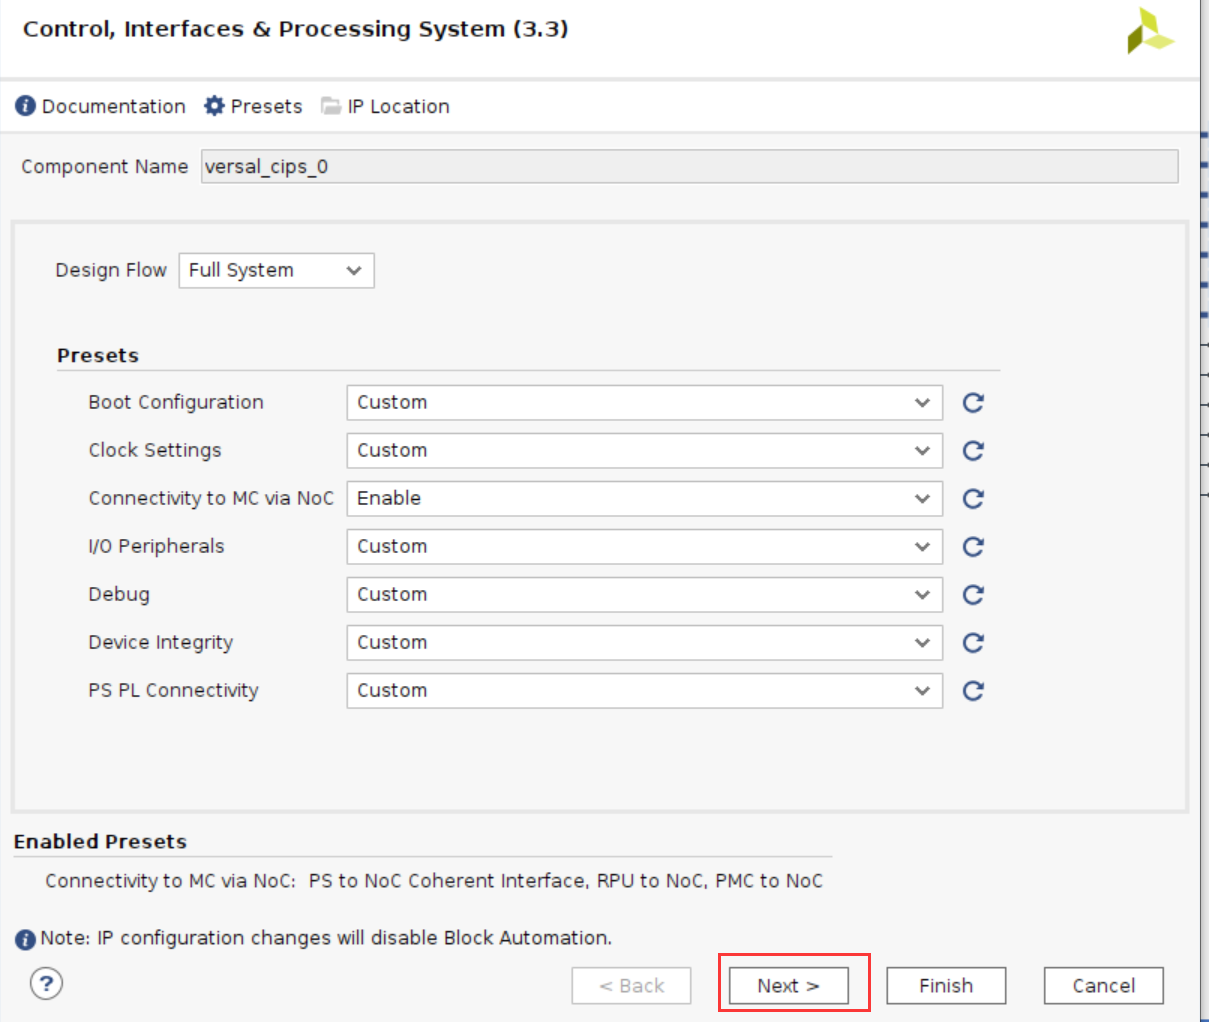 Control, Interfaces & Processing System (3.3)
Documentation Presets IP Location
Component Name versal_cips_0
Design Flow Full System
Presets
Boot Configuration Custom
Clock Settings Custom
Connectivity to MC via NoC Enable
I/O Peripherals Custom
Debug Custom
Device Integrity Custom
PS PL Connectivity Custom
Enabled Presets
Connectivity to MC via NoC: PS to NoC Coherent Interface, RPU to NoC, PMC to NoC
Note: IP configuration changes will disable Block Automation.
? < Back Next > Finish Cancel